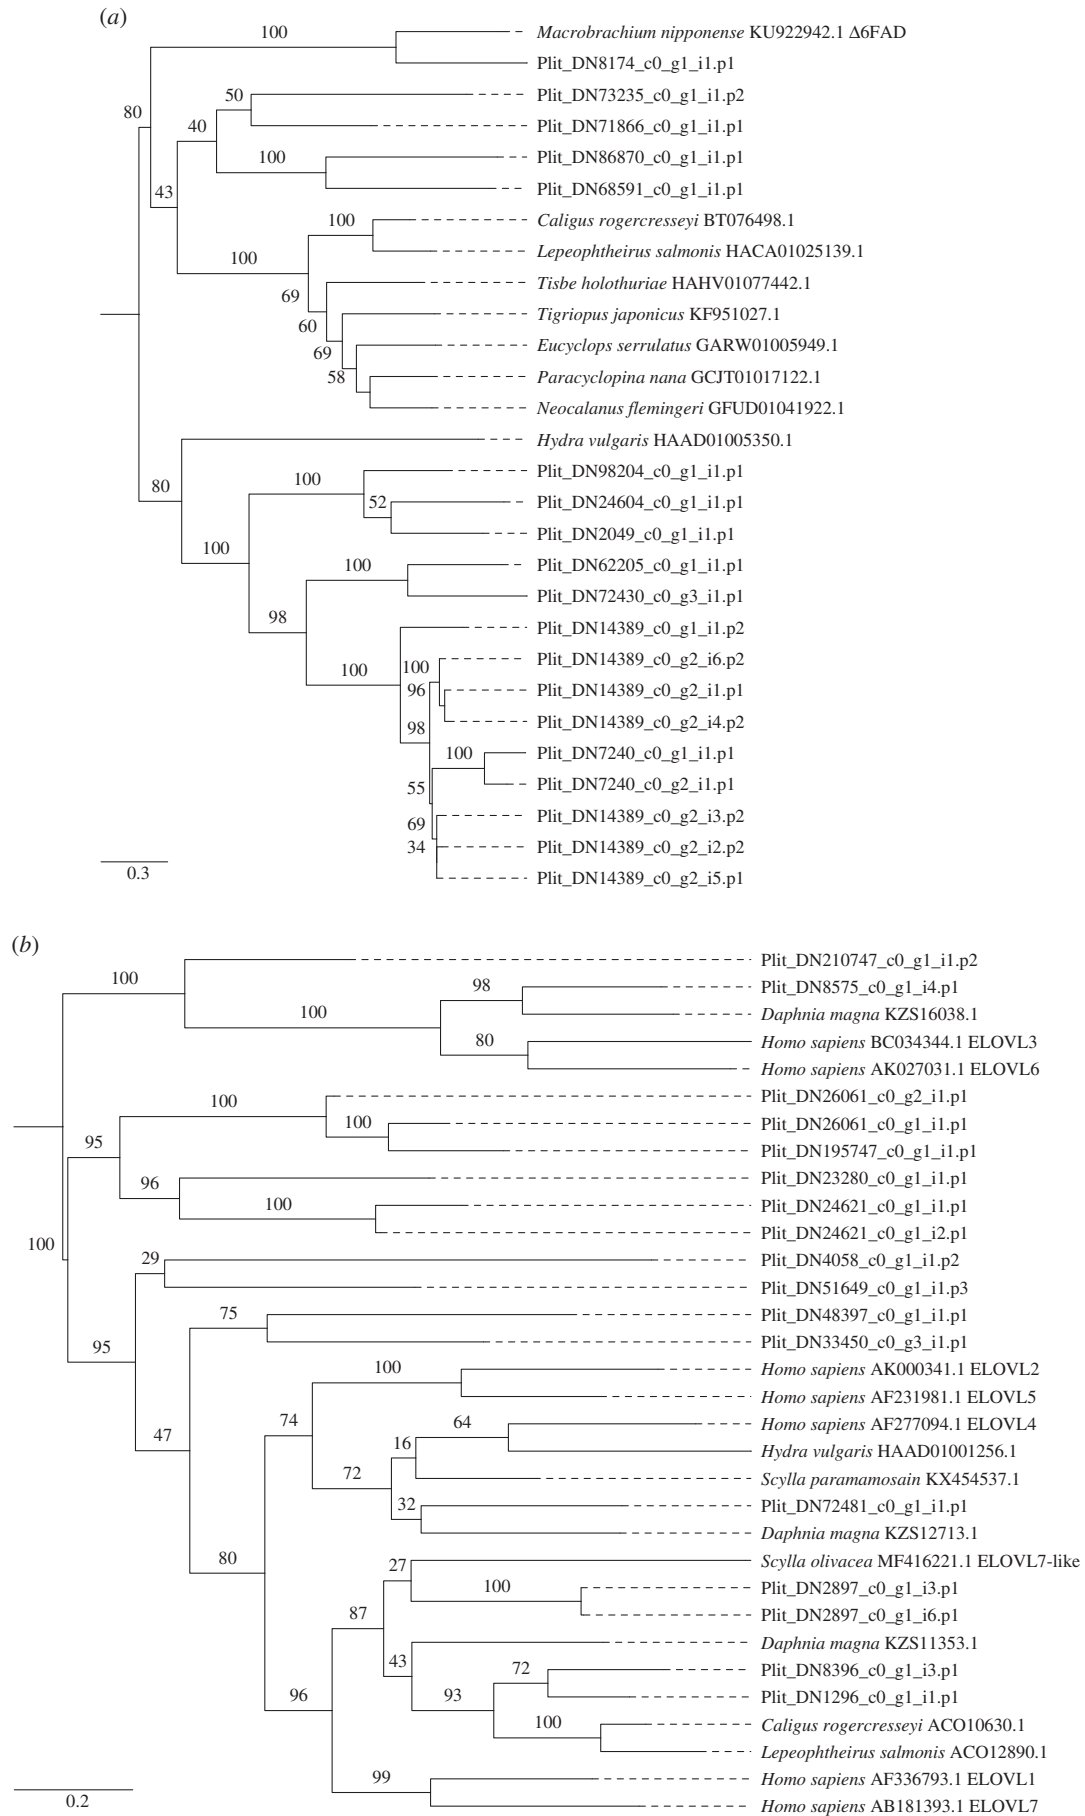 (a)
100
Macrobrachium nipponense KU922942.1 Δ6FAD
Plit_DN8174_c0_g1_i1.p1
50
Plit_DN73235_c0_g1_i1.p2
80
40
Plit_DN71866_c0_g1_i1.p1
100
Plit_DN86870_c0_g1_i1.p1
43
Plit_DN68591_c0_g1_i1.p1
100
Caligus rogercresseyi BT076498.1
100
Lepeophtheirus salmonis HACA01025139.1
69
Tisbe holothuriae HAHV01077442.1
60
Tigriopus japonicus KF951027.1
69
Eucyclops serrulatus GARW01005949.1
58
Paracyclopina nana GCJT01017122.1
Neocalanus flemingeri GFUD01041922.1
Hydra vulgaris HAAD01005350.1
80
100
Plit_DN98204_c0_g1_i1.p1
52
Plit_DN24604_c0_g1_i1.p1
100
Plit_DN2049_c0_g1_i1.p1
100
Plit_DN62205_c0_g1_i1.p1
98
Plit_DN72430_c0_g3_i1.p1
Plit_DN14389_c0_g1_i1.p2
100
100
Plit_DN14389_c0_g2_i6.p2
96
Plit_DN14389_c0_g2_i1.p1
98
Plit_DN14389_c0_g2_i4.p2
100
Plit_DN7240_c0_g1_i1.p1
55
Plit_DN7240_c0_g2_i1.p1
69
Plit_DN14389_c0_g2_i3.p2
34
Plit_DN14389_c0_g2_i2.p2
0.3
Plit_DN14389_c0_g2_i5.p1
(b)
100
Plit_DN210747_c0_g1_i1.p2
98
Plit_DN8575_c0_g1_i4.p1
100
Daphnia magna KZS16038.1
80
Homo sapiens BC034344.1 ELOVL3
Homo sapiens AK027031.1 ELOVL6
100
Plit_DN26061_c0_g2_i1.p1
95
100
Plit_DN26061_c0_g1_i1.p1
Plit_DN195747_c0_g1_i1.p1
96
Plit_DN23280_c0_g1_i1.p1
100
Plit_DN24621_c0_g1_i1.p1
100
Plit_DN24621_c0_g1_i2.p1
29
Plit_DN4058_c0_g1_i1.p2
Plit_DN51649_c0_g1_i1.p3
95
75
Plit_DN48397_c0_g1_i1.p1
Plit_DN33450_c0_g3_i1.p1
100
Homo sapiens AK000341.1 ELOVL2
74
Homo sapiens AF231981.1 ELOVL5
47
64
Homo sapiens AF277094.1 ELOVL4
16
Hydra vulgaris HAAD01001256.1
72
Scylla paramamosain KX454537.1
32
Plit_DN72481_c0_g1_i1.p1
Daphnia magna KZS12713.1
80
27
Scylla olivacea MF416221.1 ELOVL7-like
100
Plit_DN2897_c0_g1_i3.p1
87
Plit_DN2897_c0_g1_i6.p1
43
Daphnia magna KZS11353.1
96
72
Plit_DN8396_c0_g1_i3.p1
93
Plit_DN1296_c0_g1_i1.p1
100
Caligus rogercresseyi ACO10630.1
Lepeophtheirus salmonis ACO12890.1
99
Homo sapiens AF336793.1 ELOVL1
0.2
Homo sapiens AB181393.1 ELOVL7